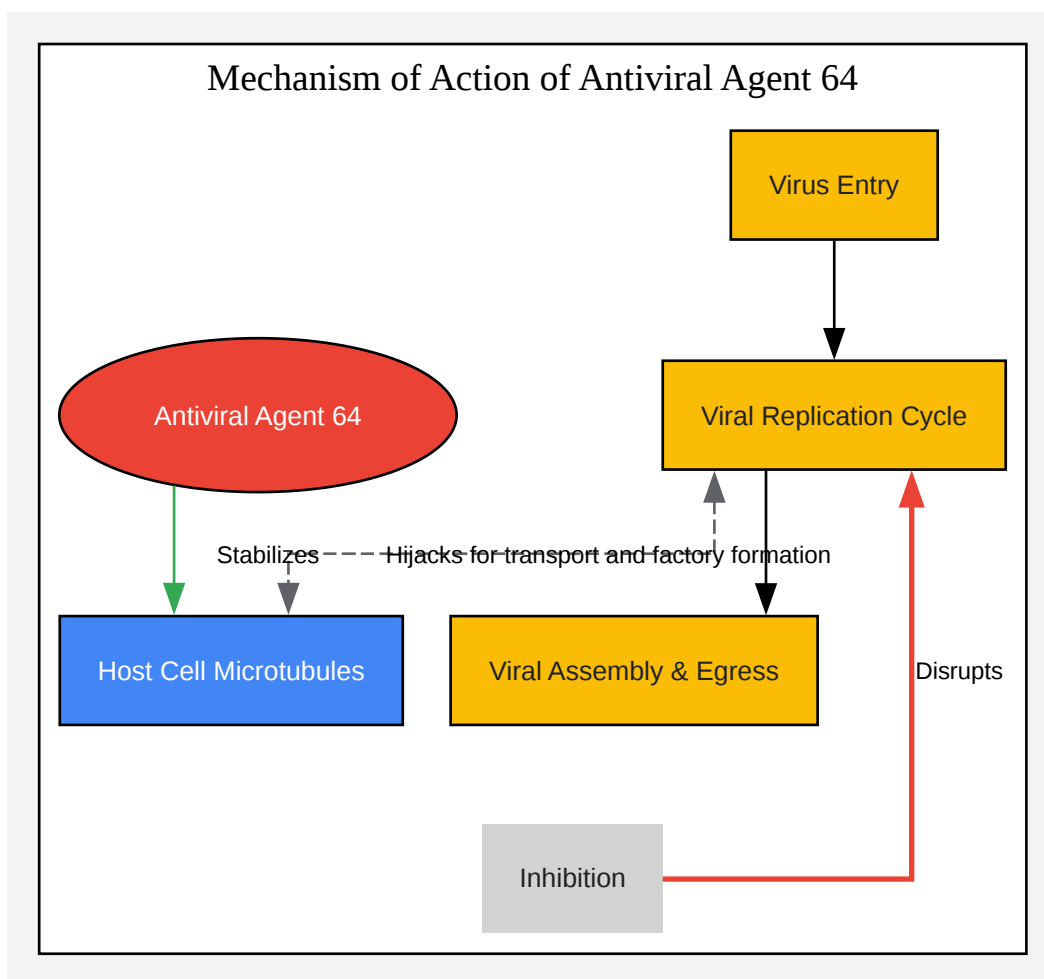 Mechanism of Action of Antiviral Agent 64
Virus Entry
Antiviral Agent 64
Viral Replication Cycle
Stabilizes
Hijacks for transport and factory formation
Host Cell Microtubules
Viral Assembly & Egress
Disrupts
Inhibition